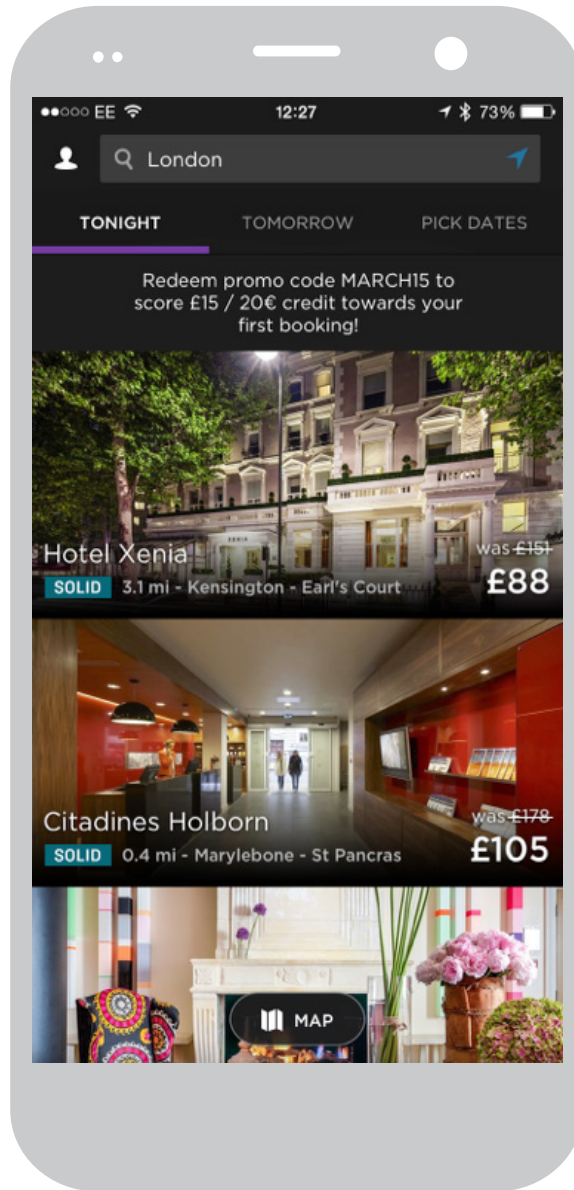 EE 12:27 73%
London
TONIGHT TOMORROW PICK DATES
Redeem promo code MARCH15 to
score £15 / 20€ credit towards your
first booking!
XENIA
Hotel Xenia was £151
SOLID 3.1 mi - Kensington - Earl's Court £88
Citadines Holborn was £178
SOLID 0.4 mi - Marylebone - St Pancras £105
MAP